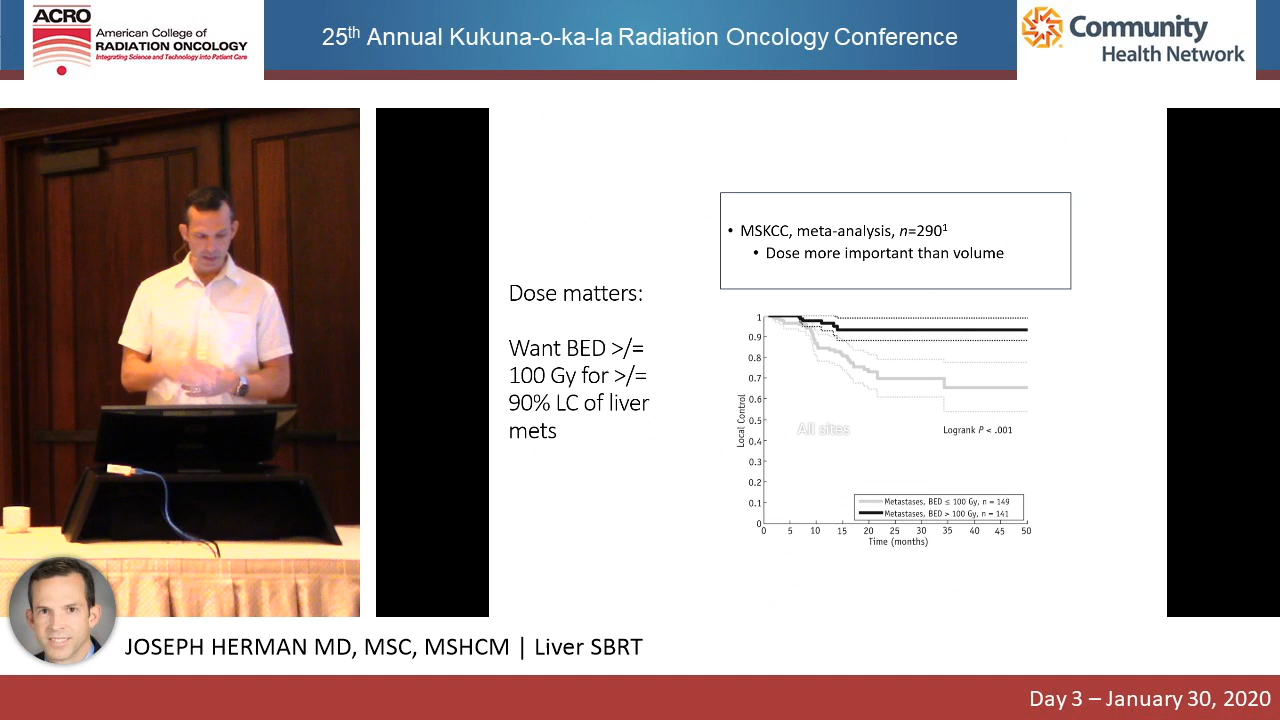 ACRO
American College of
RADIATION ONCOLOGY
Integrating Science and Technology into Patient Care
25th Annual Kukuna-o-ka-la Radiation Oncology Conference
Community
Health Network
• MSKCC, meta-analysis, n=290¹
• Dose more important than volume
Dose matters:
Want BED >/=
100 Gy for >/=
90% LC of liver
mets
1
0.9
0.8
0.7
0.6
0.5
0.4
0.3
0.2
0.1
0
Local Control
All sites
Logrank P < .001
Metastases, BED ≤ 100 Gy, n = 149
Metastases, BED > 100 Gy, n = 141
0 5 10 15 20 25 30 35 40 45 50
Time (months)
JOSEPH HERMAN MD, MSC, MSHCM | Liver SBRT
Day 3 – January 30, 2020